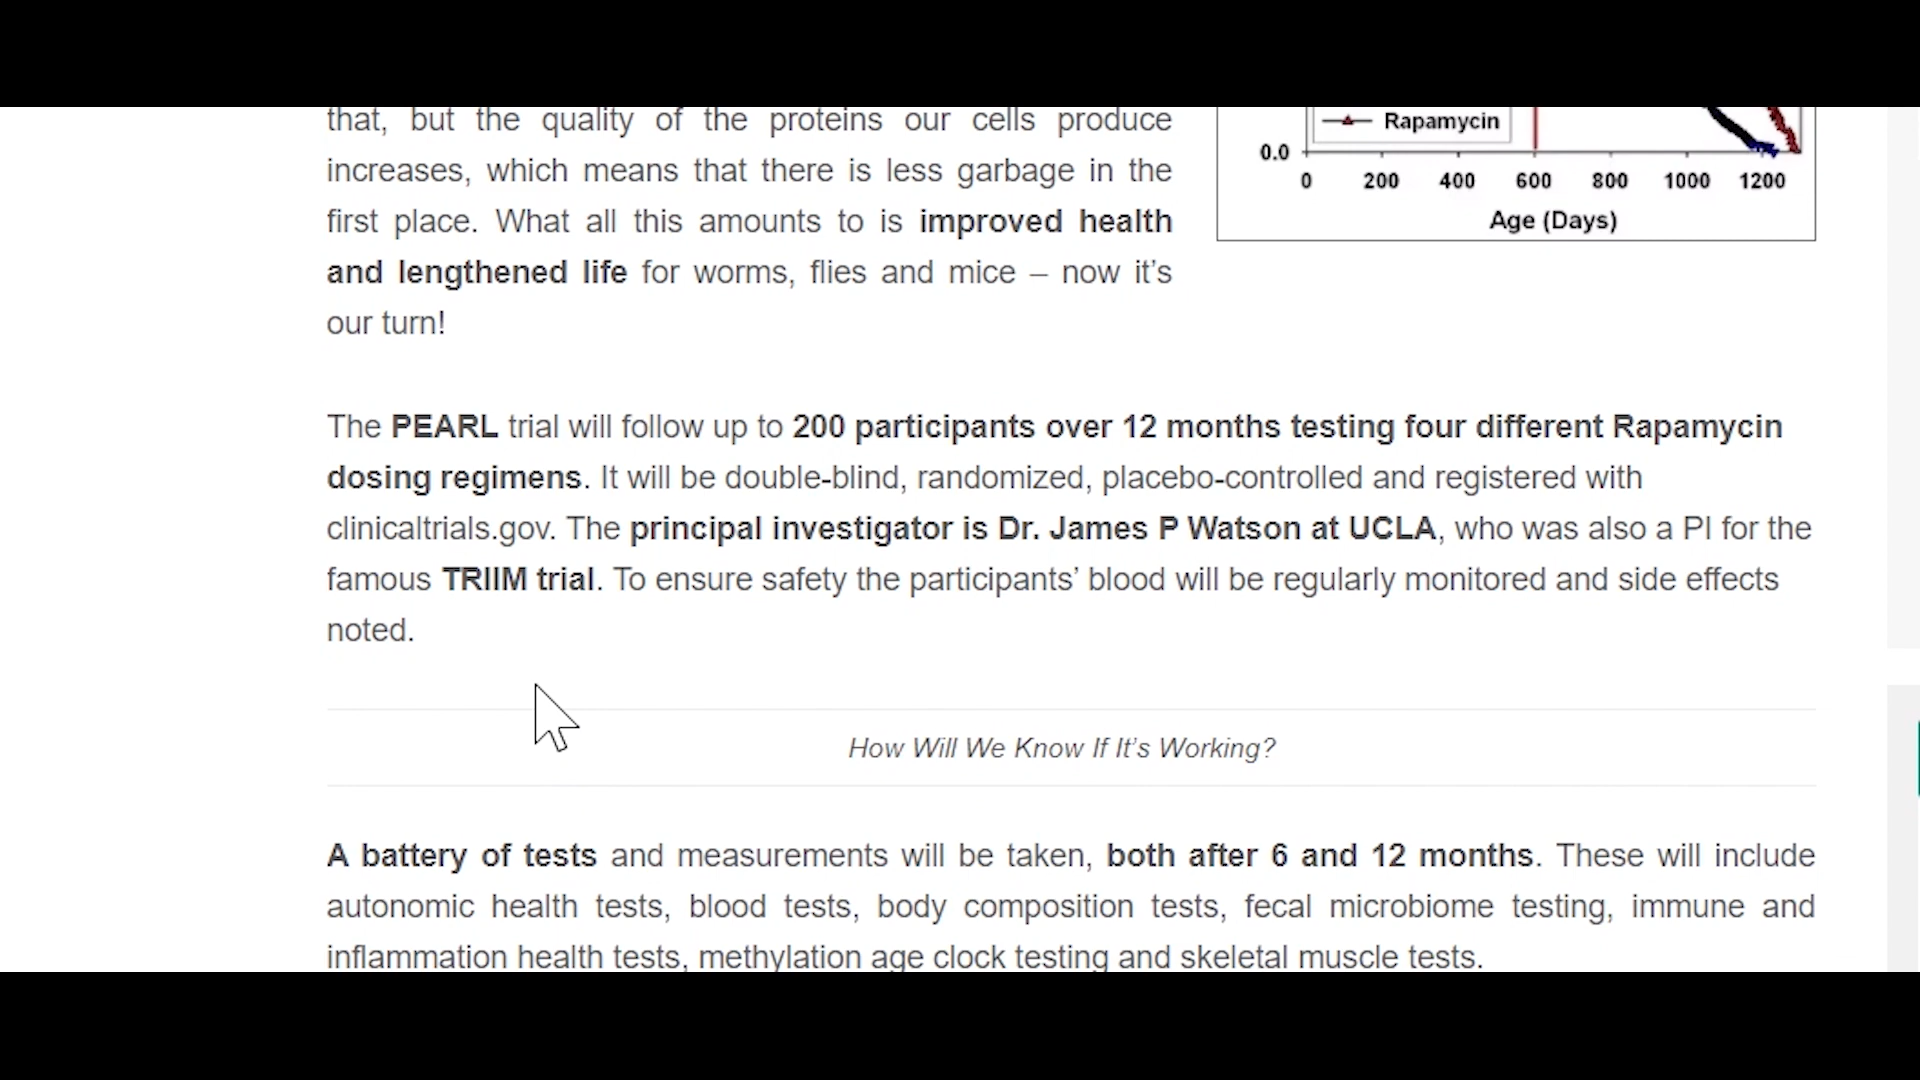 that, but the quality of the proteins our cells produce
increases, which means that there is less garbage in the
first place. What all this amounts to is improved health
and lengthened life for worms, flies and mice – now it’s
our turn!
Rapamycin
0.0
0 200 400 600 800 1000 1200
Age (Days)
The PEARL trial will follow up to 200 participants over 12 months testing four different Rapamycin
dosing regimens. It will be double-blind, randomized, placebo-controlled and registered with
clinicaltrials.gov. The principal investigator is Dr. James P Watson at UCLA, who was also a PI for the
famous TRIIM trial. To ensure safety the participants’ blood will be regularly monitored and side effects
noted.
How Will We Know If It’s Working?
A battery of tests and measurements will be taken, both after 6 and 12 months. These will include
autonomic health tests, blood tests, body composition tests, fecal microbiome testing, immune and
inflammation health tests, methylation age clock testing and skeletal muscle tests.